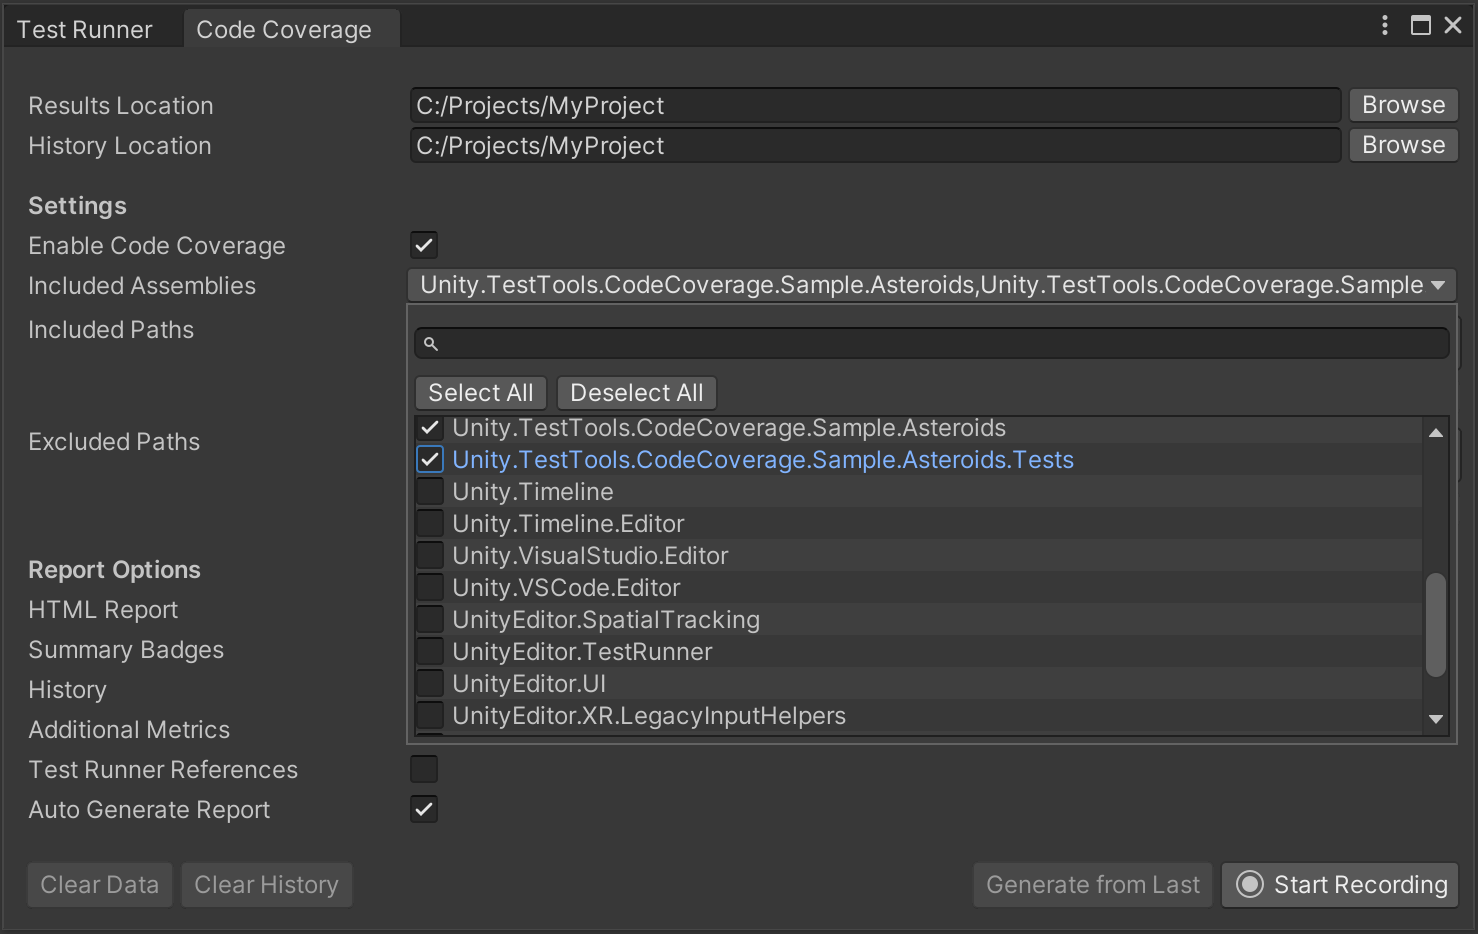 Test Runner
Code Coverage
Results Location
C:/Projects/MyProject
Browse
History Location
C:/Projects/MyProject
Browse
Settings
Enable Code Coverage
Included Assemblies
Unity.TestTools.CodeCoverage.Sample.Asteroids,Unity.TestTools.CodeCoverage.Sample
Included Paths
Select All
Deselect All
Unity.TestTools.CodeCoverage.Sample.Asteroids
Excluded Paths
Unity.TestTools.CodeCoverage.Sample.Asteroids.Tests
Unity.Timeline
Unity.Timeline.Editor
Unity.VisualStudio.Editor
Unity.VSCode.Editor
UnityEditor.SpatialTracking
UnityEditor.TestRunner
UnityEditor.UI
UnityEditor.XR.LegacyInputHelpers
Report Options
HTML Report
Summary Badges
History
Additional Metrics
Test Runner References
Auto Generate Report
Clear Data
Clear History
Generate from Last
Start Recording